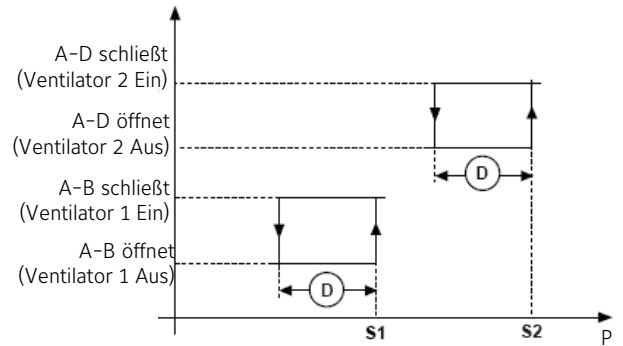 A-D schließt
(Ventilator 2 Ein)
A-D öffnet
(Ventilator 2 Aus)
D
A-B schließt
(Ventilator 1 Ein)
A-B öffnet
(Ventilator 1 Aus)
D
S1
S2
P